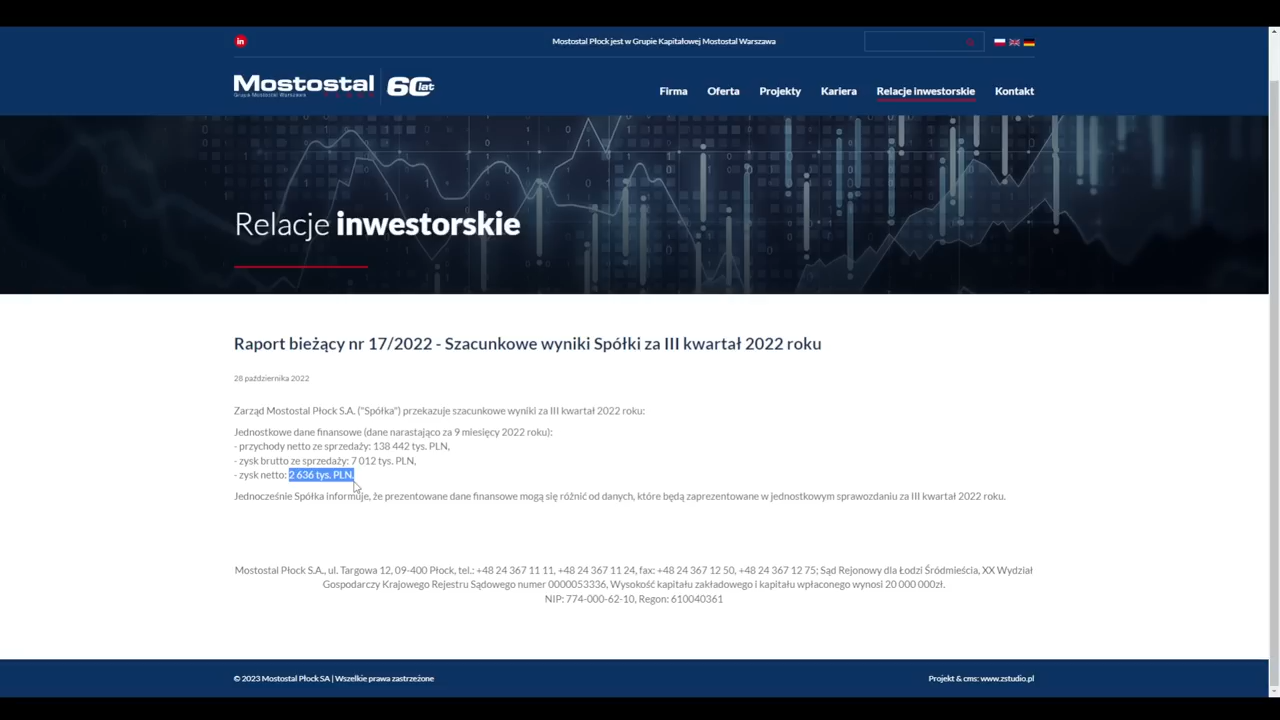 in
Mostostal Płock jest w Grupie Kapitałowej Mostostal Warszawa
Mostostal 60 lat
Grupa Mostostal Warszawa
Firma Oferta Projekty Kariera Relacje inwestorskie Kontakt
Relacje inwestorskie
Raport bieżący nr 17/2022 - Szacunkowe wyniki Spółki za III kwartał 2022 roku
28 października 2022
Zarząd Mostostal Płock S.A. ("Spółka") przekazuje szacunkowe wyniki za III kwartał 2022 roku:
Jednostkowe dane finansowe (dane narastająco za 9 miesięcy 2022 roku):
- przychody netto ze sprzedaży: 138 442 tys. PLN,
- zysk brutto ze sprzedaży: 7 012 tys. PLN,
- zysk netto: 2 636 tys. PLN.
Jednocześnie Spółka informuje, że prezentowane dane finansowe mogą się różnić od danych, które będą zaprezentowane w jednostkowym sprawozdaniu za III kwartał 2022 roku.
Mostostal Płock S.A., ul. Targowa 12, 09-400 Płock, tel.: +48 24 367 11 11, +48 24 367 11 24, fax: +48 24 367 12 50, +48 24 367 12 75; Sąd Rejonowy dla Łodzi Śródmieścia, XX Wydział
Gospodarczy Krajowego Rejestru Sądowego numer 0000053336, Wysokość kapitału zakładowego i kapitału wpłaconego wynosi 20 000 000zł.
NIP: 774-000-62-10, Regon: 610040361
© 2023 Mostostal Płock SA | Wszelkie prawa zastrzeżone
Projekt & cms: www.zstudio.pl